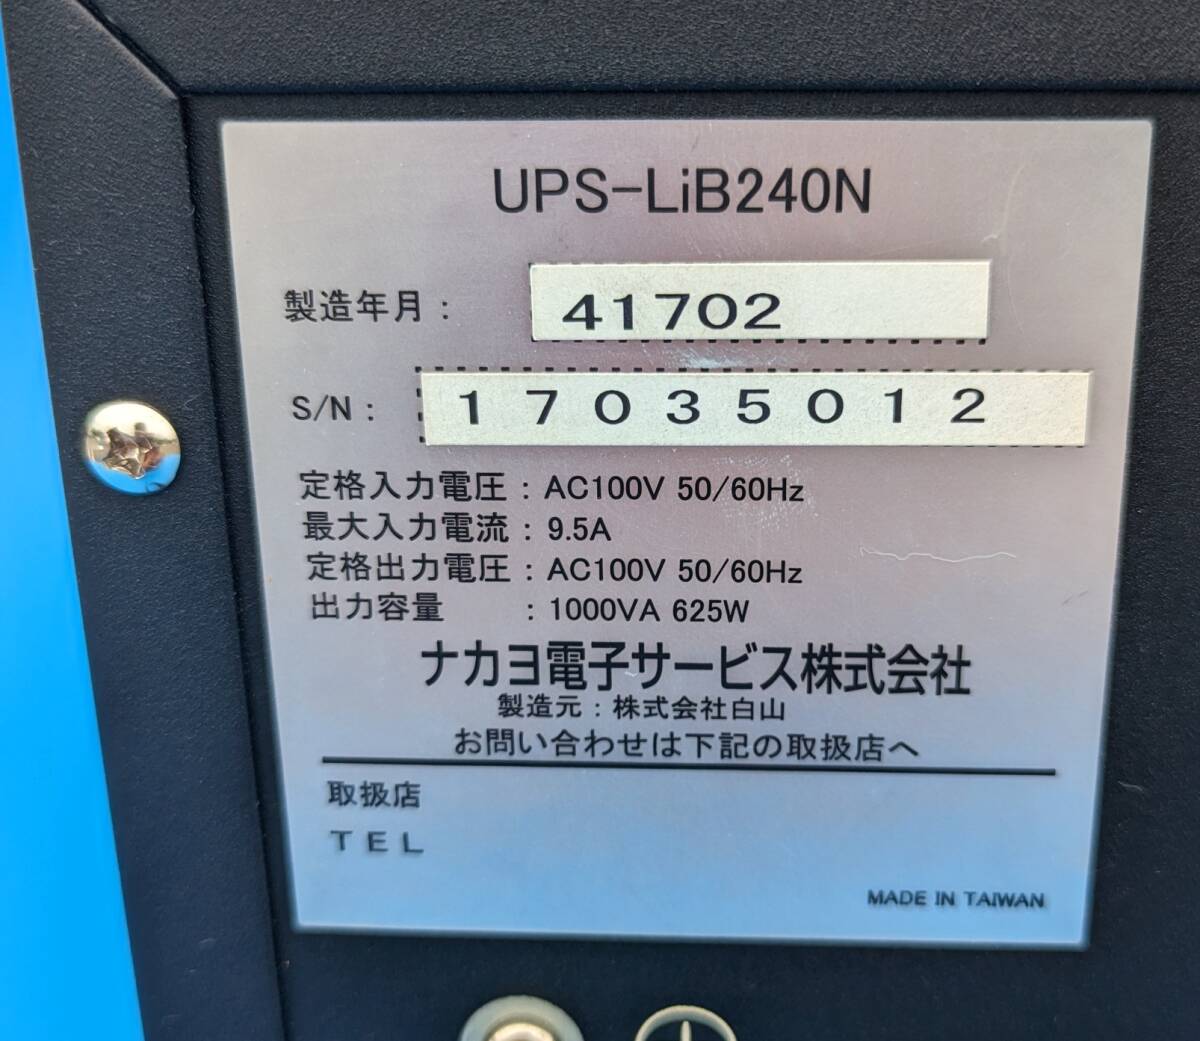 UPS-LiB240N
製造年月： 41702
S/N： 17035012
定格入力電圧：AC100V 50/60Hz
最大入力電流：9.5A
定格出力電圧：AC100V 50/60Hz
出力容量　　：1000VA 625W
ナカヨ電子サービス株式会社
製造元：株式会社白山
お問い合わせは下記の取扱店へ
取扱店
ＴＥＬ
MADE IN TAIWAN